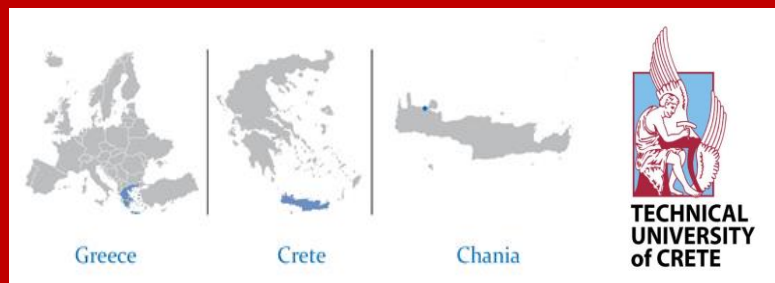 Greece
Crete
Chania
TECHNICAL
UNIVERSITY
of CRETE